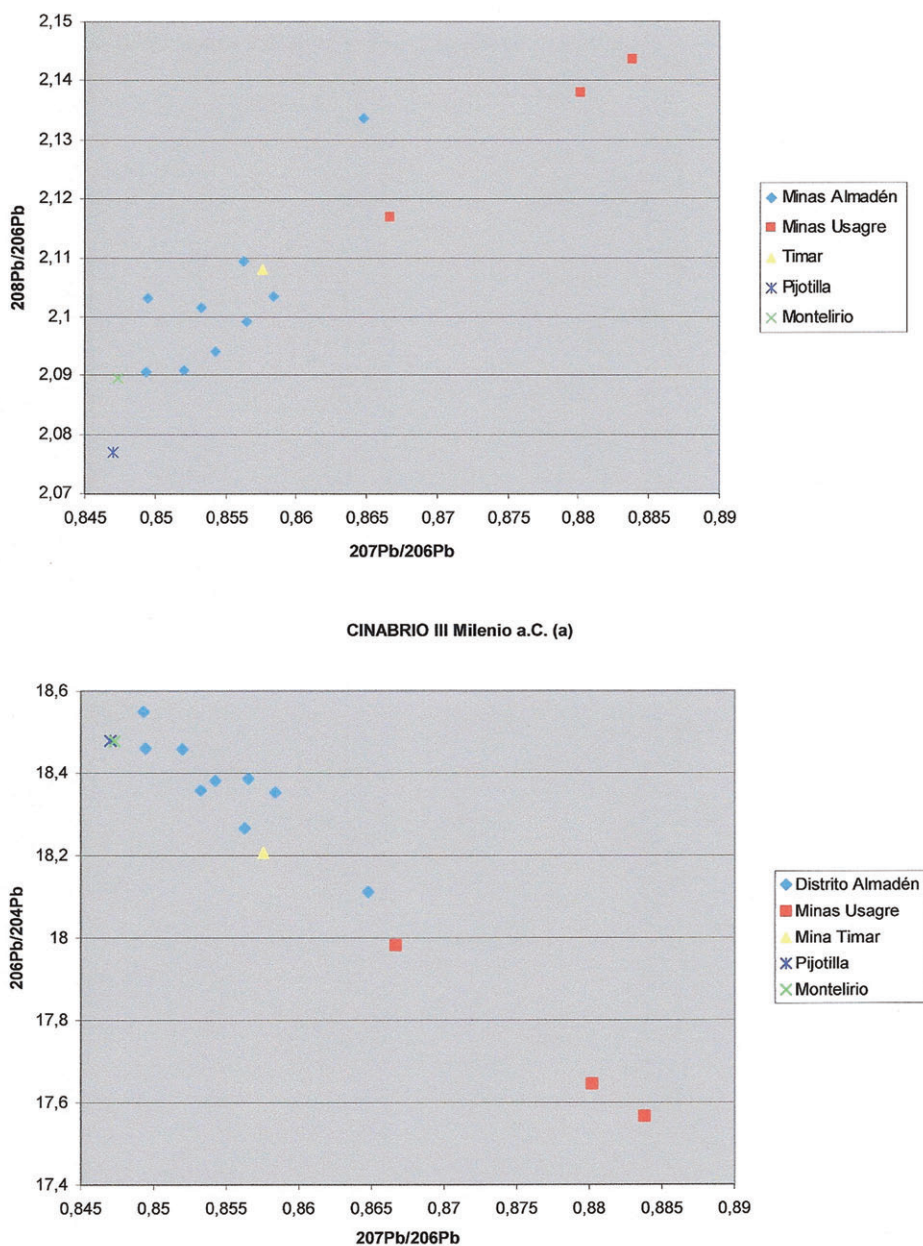 2,15
2,14
2,13
2,12
2,11
2,1
2,09
2,08
2,07
208Pb/206Pb
0,845 0,85 0,855 0,86 0,865 0,87 0,875 0,88 0,885 0,89
207Pb/206Pb
Minas Almadén
Minas Usagre
Timar
Pijotilla
Montelirio
CINABRIO III Milenio a.C. (a)
18,6
18,4
18,2
18
17,8
17,6
17,4
206Pb/204Pb
0,845 0,85 0,855 0,86 0,865 0,87 0,875 0,88 0,885 0,89
207Pb/206Pb
Distrito Almadén
Minas Usagre
Mina Timar
Pijotilla
Montelirio